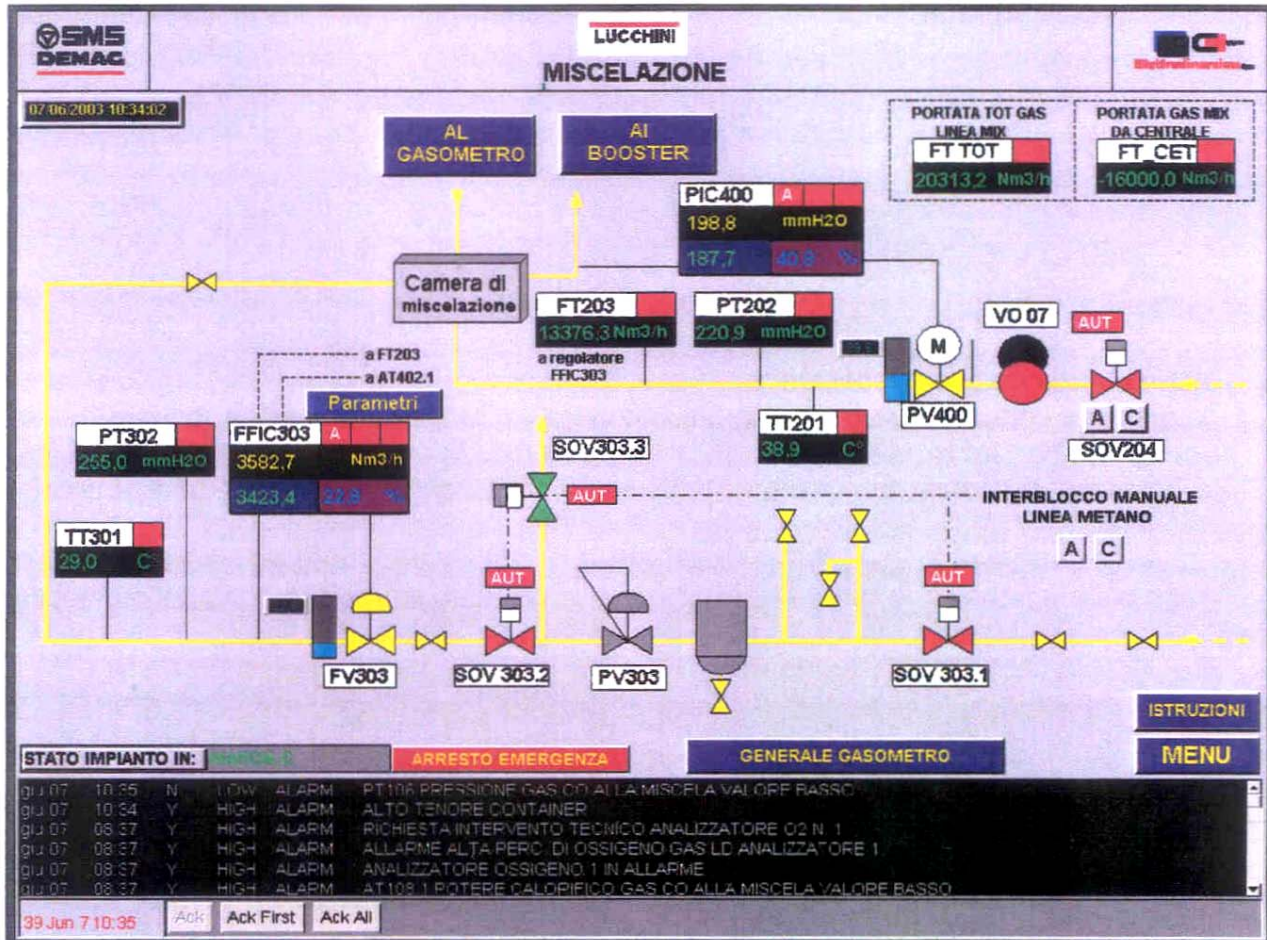 SMS
DEMAG
LUCCHINI
MISCELAZIONE
07/06/2003 10:34:02
AL
GASOMETRO
AI
BOOSTER
PORTATA TOT GAS
LINEA MIX
FT TOT
20313,2 Nm3/h
PORTATA GAS MIX
DA CENTRALE
FT_CET
-16000,0 Nm3/h
PIC400 A
198,8 mmH2O
187,7 40,8 %
Camera di
miscelazione
FT203
13376,3 Nm3/h
a regolatore
FFIC303
PT202
220,9 mmH2O
VO 07
AUT
M
PV400
A C
SOV204
a FT203
a AT402.1
Parametri
TT201
38,9 C°
PT302
255,0 mmH2O
FFIC303 A
3582,7 Nm3/h
3423,4 22,8 %
SOV303.3
AUT
INTERBLOCCO MANUALE
LINEA METANO
A C
TT301
29,0 C°
AUT
AUT
FV303
SOV 303.2
PV303
SOV 303.1
ISTRUZIONI
STATO IMPIANTO IN:
ARRESTO EMERGENZA
GENERALE GASOMETRO
MENU
giu 07 10:35 N LOW ALARM PT106 PRESSIONE GAS CO ALLA MISCELA VALORE BASSO
giu 07 10:34 Y HIGH ALARM ALTO TENORE CONTAINER
giu 07 08:37 Y HIGH ALARM RICHIESTA INTERVENTO TECNICO ANALIZZATORE O2 N. 1
giu 07 08:37 Y HIGH ALARM ALLARME ALTA PERC. DI OSSIGENO GAS LD ANALIZZATORE 1
giu 07 08:37 Y HIGH ALARM ANALIZZATORE OSSIGENO 1 IN ALLARME
giu 07 08:37 Y HIGH ALARM AT108.1 POTERE CALORIFICO GAS CO ALLA MISCELA VALORE BASSO
39 Jun 7 10:35
Ack
Ack First
Ack All